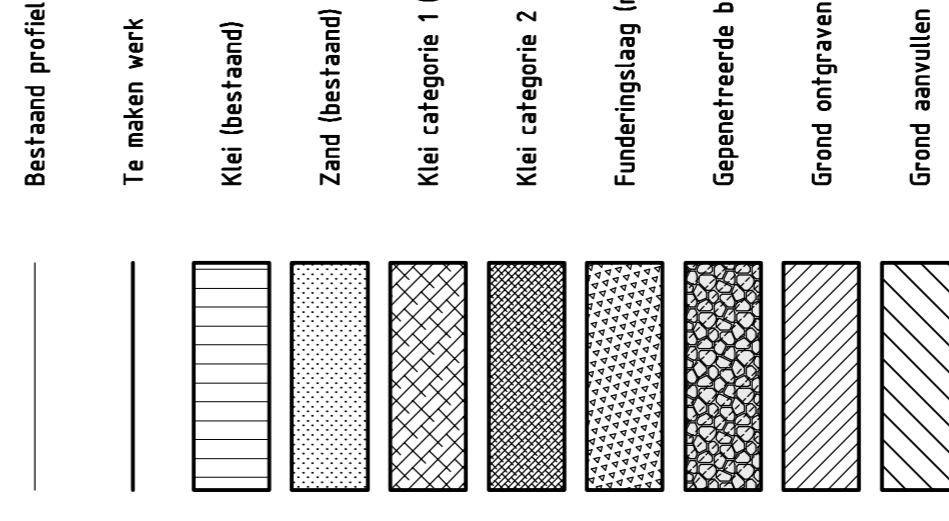 Bestaand profiel
Te maken werk
Klei (bestaand)
Zand (bestaand)
Klei categorie 1
Klei categorie 2
Funderingslaag
Gepenetreerde
Grond ontgraven
Grond aanvullen